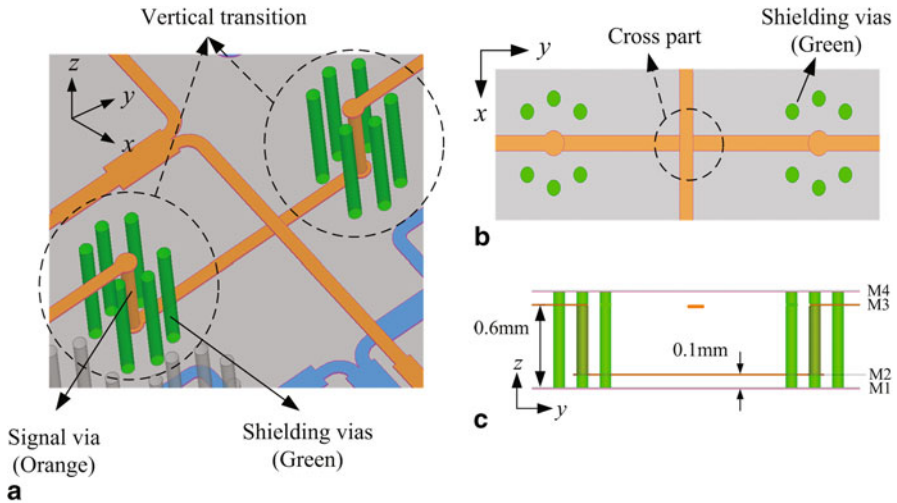 Vertical transition
z
y
x
Signal via
(Orange)
Shielding vias
(Green)
a
y
x
Cross part
Shielding vias
(Green)
b
M4
M3
0.6mm
0.1mm
z
M2
M1
y
c